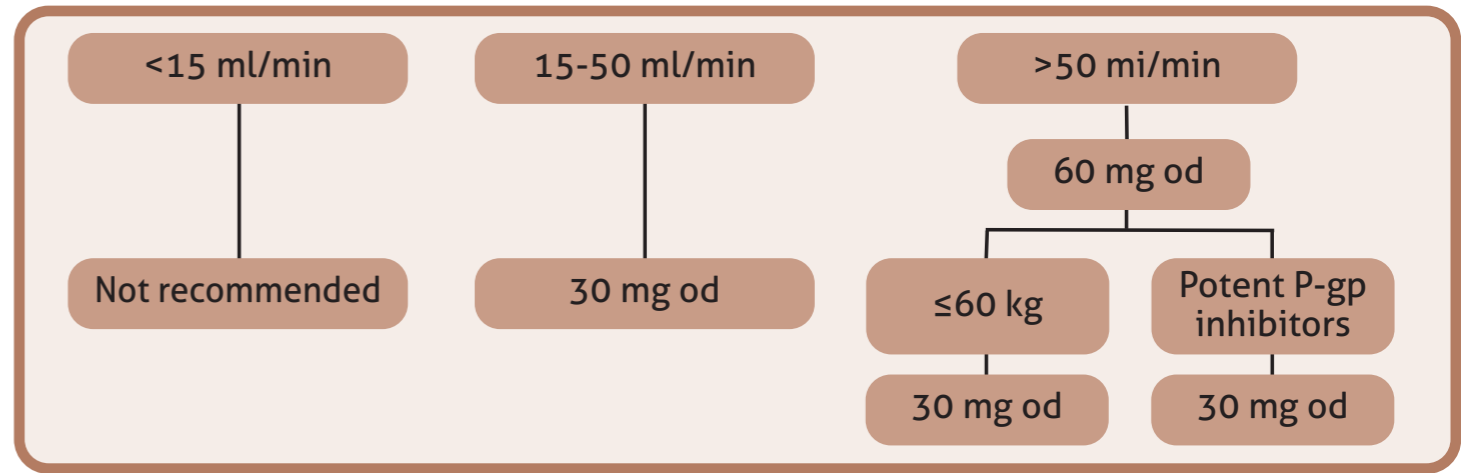 <15 ml/min
15-50 ml/min
>50 mi/min
60 mg od
Not recommended
30 mg od
≤60 kg
Potent P-gp
inhibitors
30 mg od
30 mg od